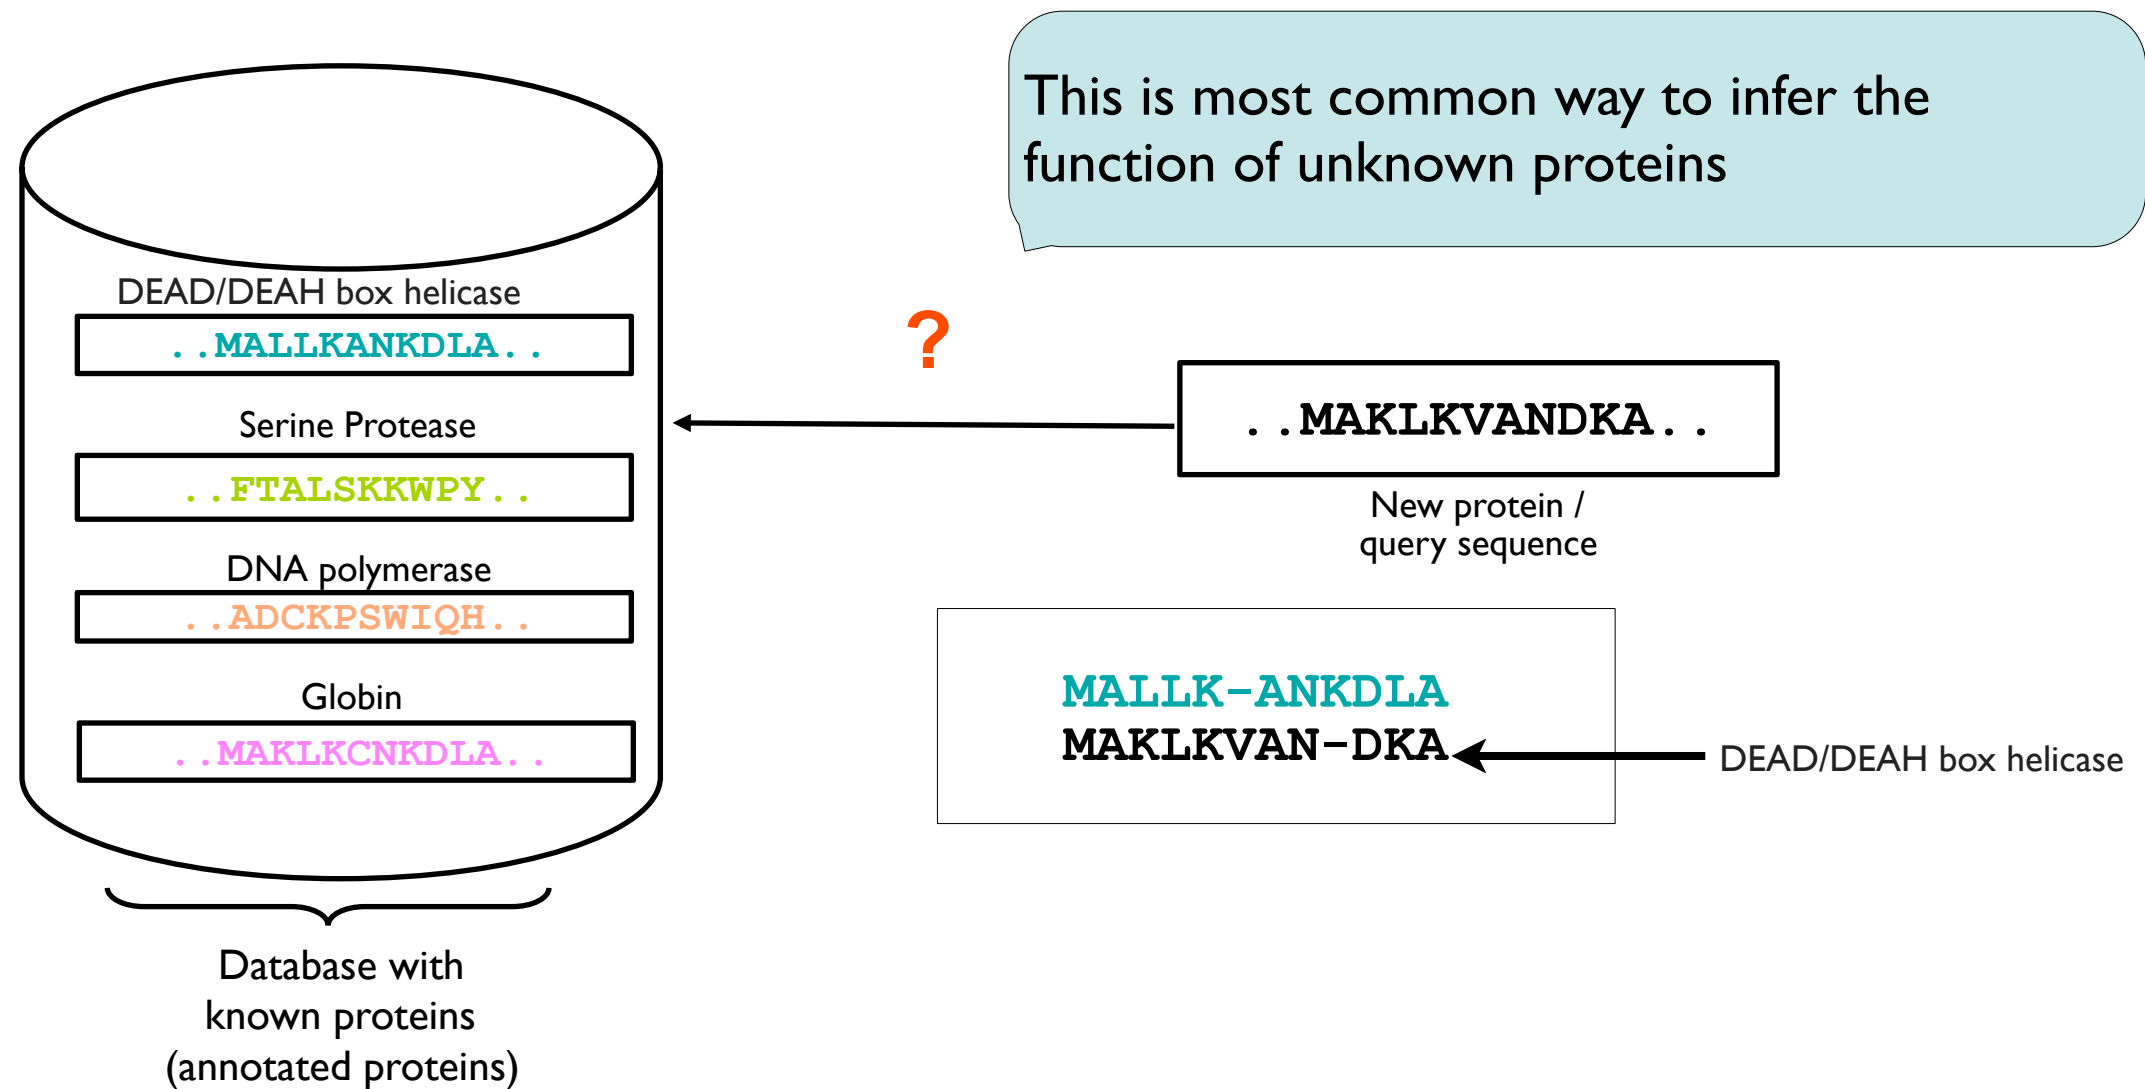 This is most common way to infer the
function of unknown proteins
DEAD/DEAH box helicase
..MALLKANKDLA..
Serine Protease
..FTALSKKWPY..
DNA polymerase
..ADCKPSWIQH..
Globin
..MAKLKCNKDLA..
Database with
known proteins
(annotated proteins)
?
..MAKLKVANDKA..
New protein /
query sequence
MALLK-ANKDLA
MAKLKVAN-DKA
DEAD/DEAH box helicase